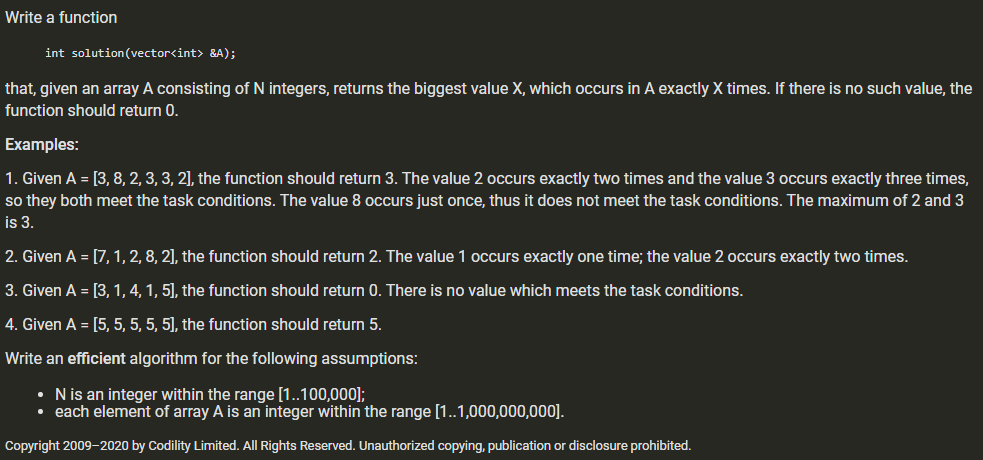 Write a function
int solution(vector<int> &A);
that, given an array A consisting of N integers, returns the biggest value X, which occurs in A exactly X times. If there is no such value, the
function should return 0.
Examples:
1. Given A = [3, 8, 2, 3, 3, 2], the function should return 3. The value 2 occurs exactly two times and the value 3 occurs exactly three times,
so they both meet the task conditions. The value 8 occurs just once, thus it does not meet the task conditions. The maximum of 2 and 3
is 3.
2. Given A = [7, 1, 2, 8, 2], the function should return 2. The value 1 occurs exactly one time; the value 2 occurs exactly two times.
3. Given A = [3, 1, 4, 1, 5], the function should return 0. There is no value which meets the task conditions.
4. Given A = [5, 5, 5, 5, 5], the function should return 5.
Write an efficient algorithm for the following assumptions:
• N is an integer within the range [1..100,000];
• each element of array A is an integer within the range [1..1,000,000,000].
Copyright 2009–2020 by Codility Limited. All Rights Reserved. Unauthorized copying, publication or disclosure prohibited.